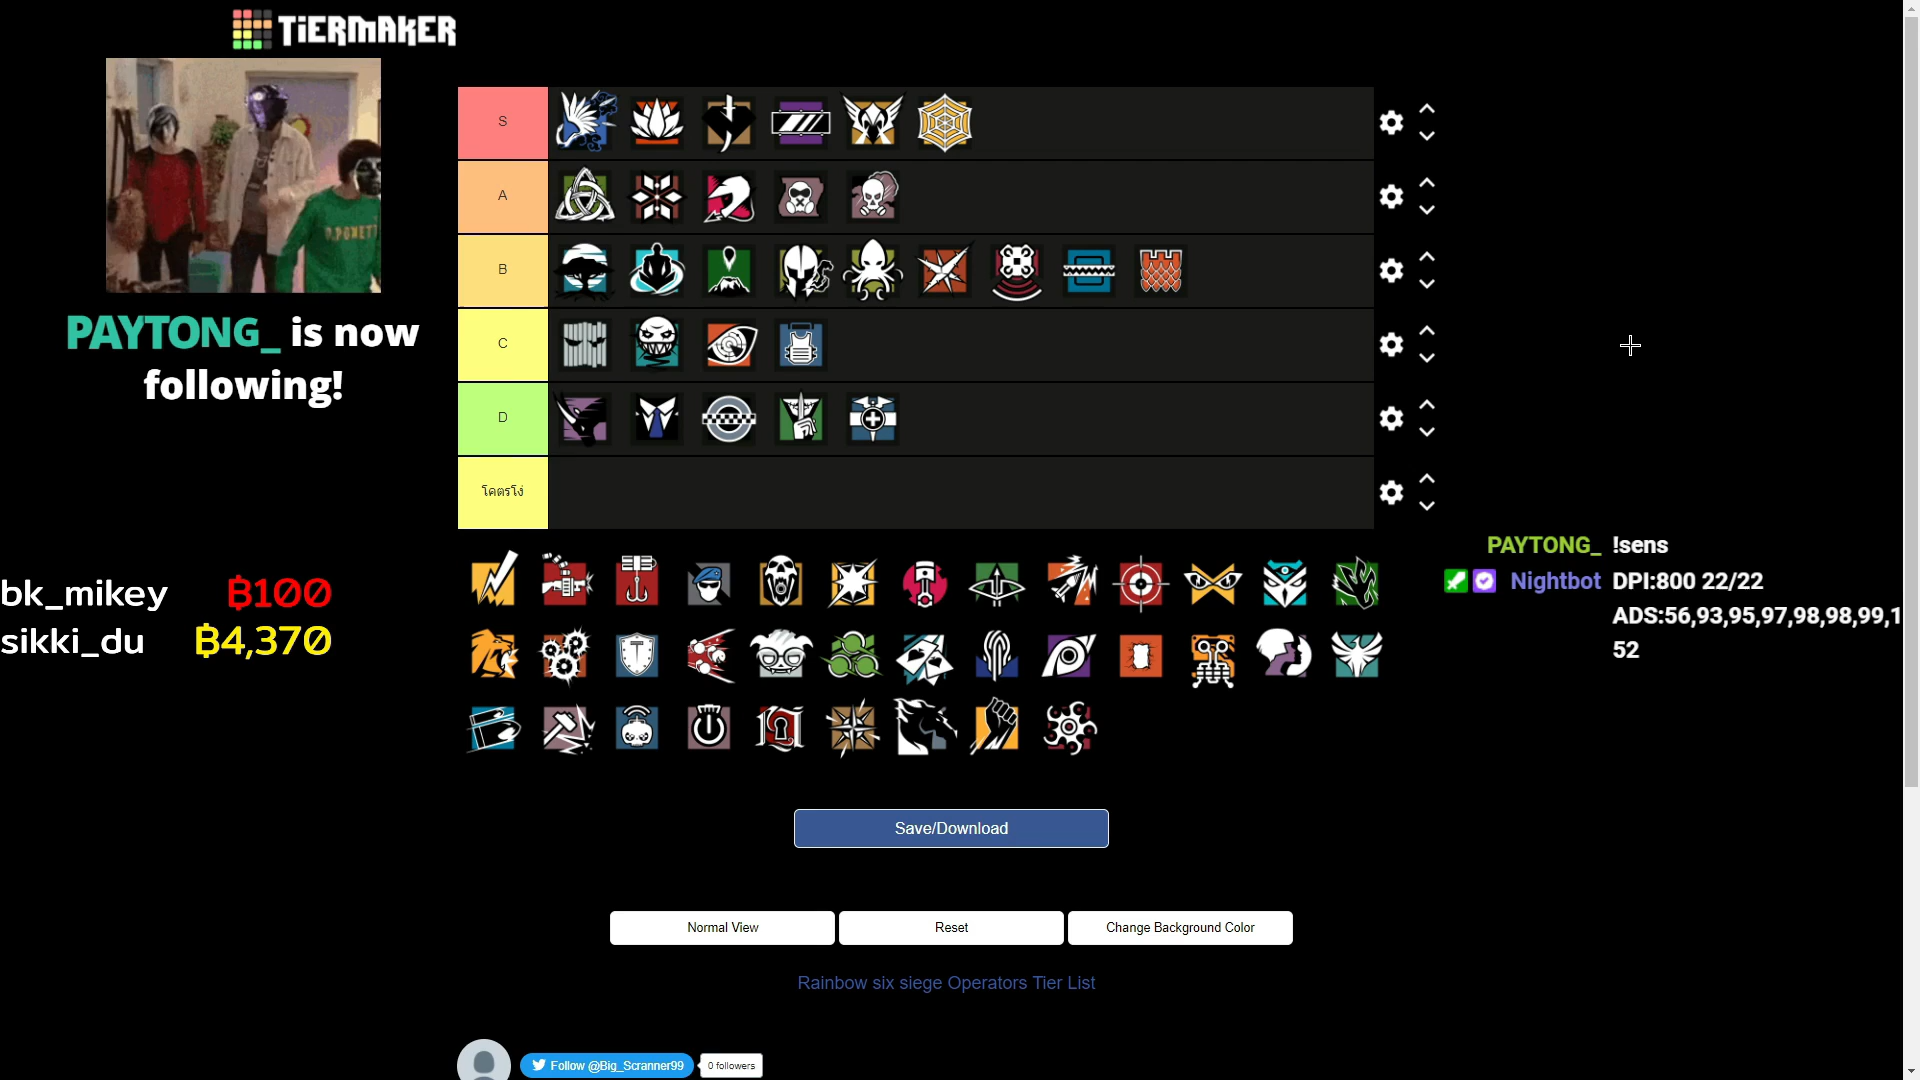 TiERMAKER
PAYTONG_ is now
following!
S
A
B
C
D
โคตรโง่
bk_mikey ฿100
sikki_du ฿4,370
PAYTONG_ !sens
Nightbot DPI:800 22/22
ADS:56,93,95,97,98,98,99,1
52
Save/Download
Normal View
Reset
Change Background Color
Rainbow six siege Operators Tier List
Follow @Big_Scranner99
0 followers